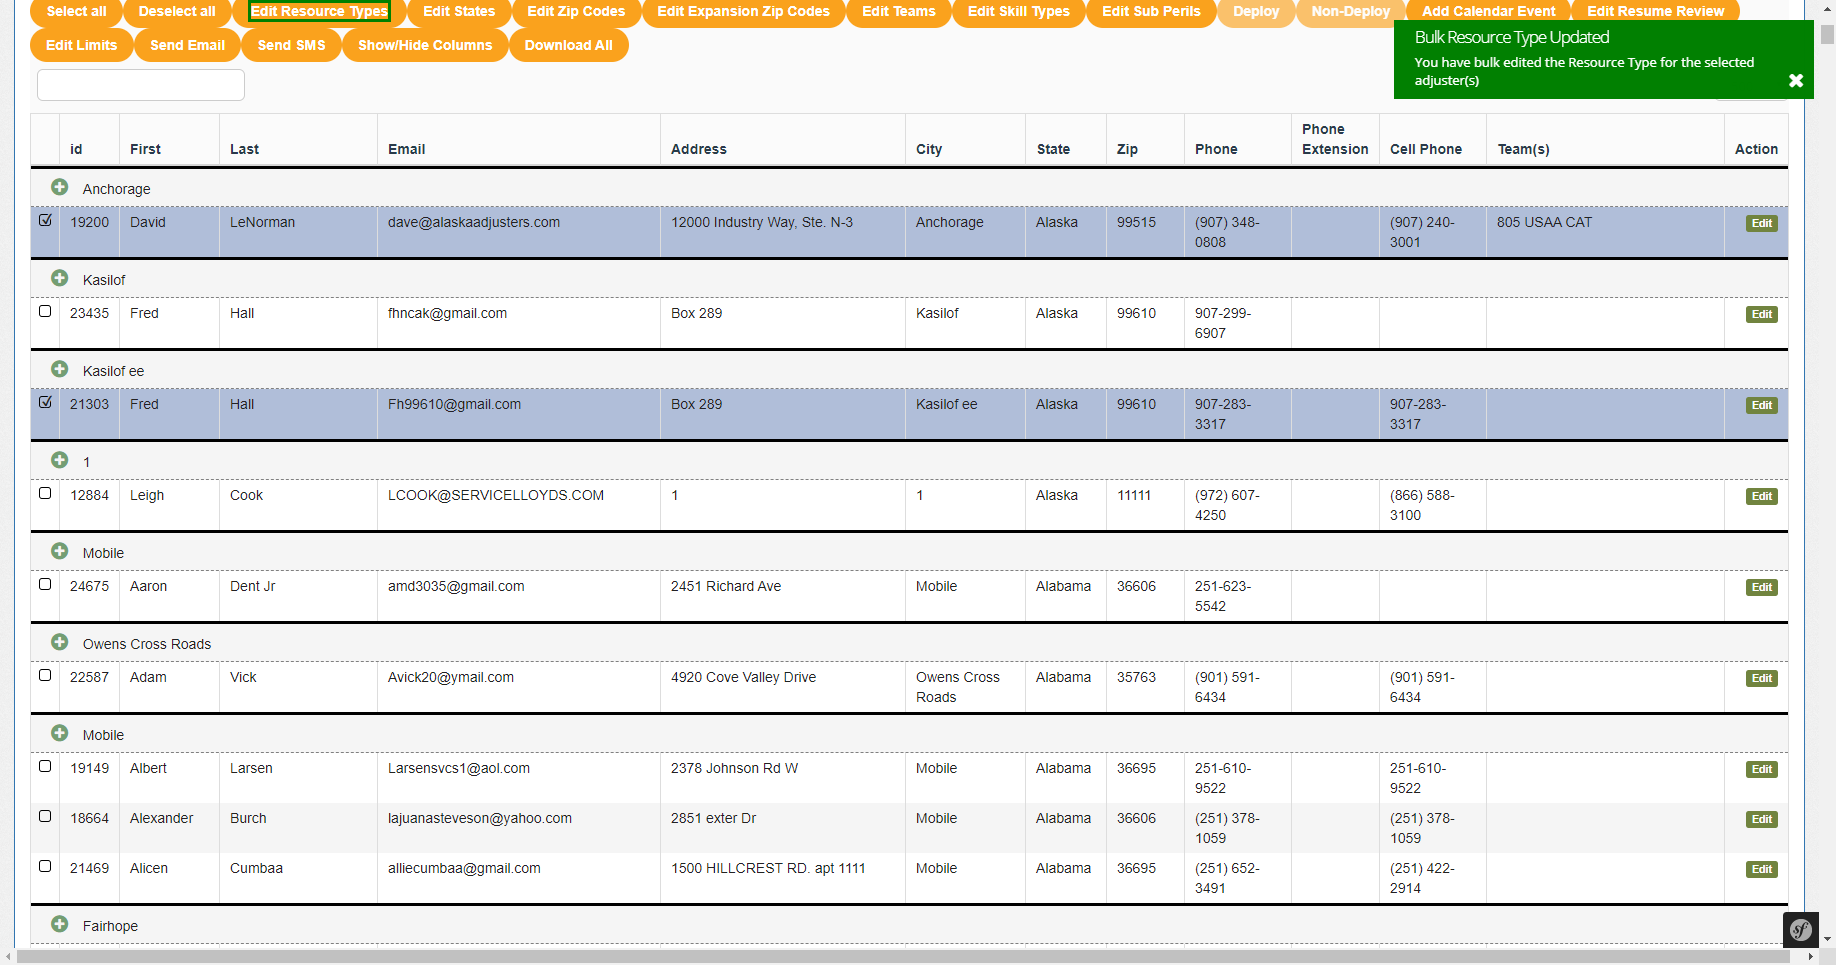 Select all Deselect all Edit Resource Types Edit States Edit Zip Codes Edit Expansion Zip Codes Edit Teams Edit Skill Types Edit Sub Perils Deploy Non-Deploy Add Calendar Event Edit Resume Review
Edit Limits Send Email Send SMS Show/Hide Columns Download All
Bulk Resource Type Updated
You have bulk edited the Resource Type for the selected
adjuster(s)
id First Last Email Address City State Zip Phone Phone Extension Cell Phone Team(s) Action
Anchorage
19200 David LeNorman dave@alaskaadjusters.com 12000 Industry Way, Ste. N-3 Anchorage Alaska 99515 (907) 348- (907) 240- 805 USAA CAT Edit
0808 3001
Kasilof
23435 Fred Hall fhncak@gmail.com Box 289 Kasilof Alaska 99610 907-299- Edit
6907
Kasilof ee
21303 Fred Hall Fh99610@gmail.com Box 289 Kasilof ee Alaska 99610 907-283- 907-283- Edit
3317 3317
1
12884 Leigh Cook LCOOK@SERVICELLOYDS.COM 1 1 Alaska 11111 (972) 607- (866) 588- Edit
4250 3100
Mobile
24675 Aaron Dent Jr amd3035@gmail.com 2451 Richard Ave Mobile Alabama 36606 251-623- Edit
5542
Owens Cross Roads
22587 Adam Vick Avick20@ymail.com 4920 Cove Valley Drive Owens Cross Alabama 35763 (901) 591- (901) 591- Edit
Roads 6434 6434
Mobile
19149 Albert Larsen Larsensvcs1@aol.com 2378 Johnson Rd W Mobile Alabama 36695 251-610- 251-610- Edit
9522 9522
18664 Alexander Burch lajuanasteveson@yahoo.com 2851 exter Dr Mobile Alabama 36606 (251) 378- (251) 378- Edit
1059 1059
21469 Alicen Cumbaa alliecumbaa@gmail.com 1500 HILLCREST RD. apt 1111 Mobile Alabama 36695 (251) 652- (251) 422- Edit
3491 2914
Fairhope
sf